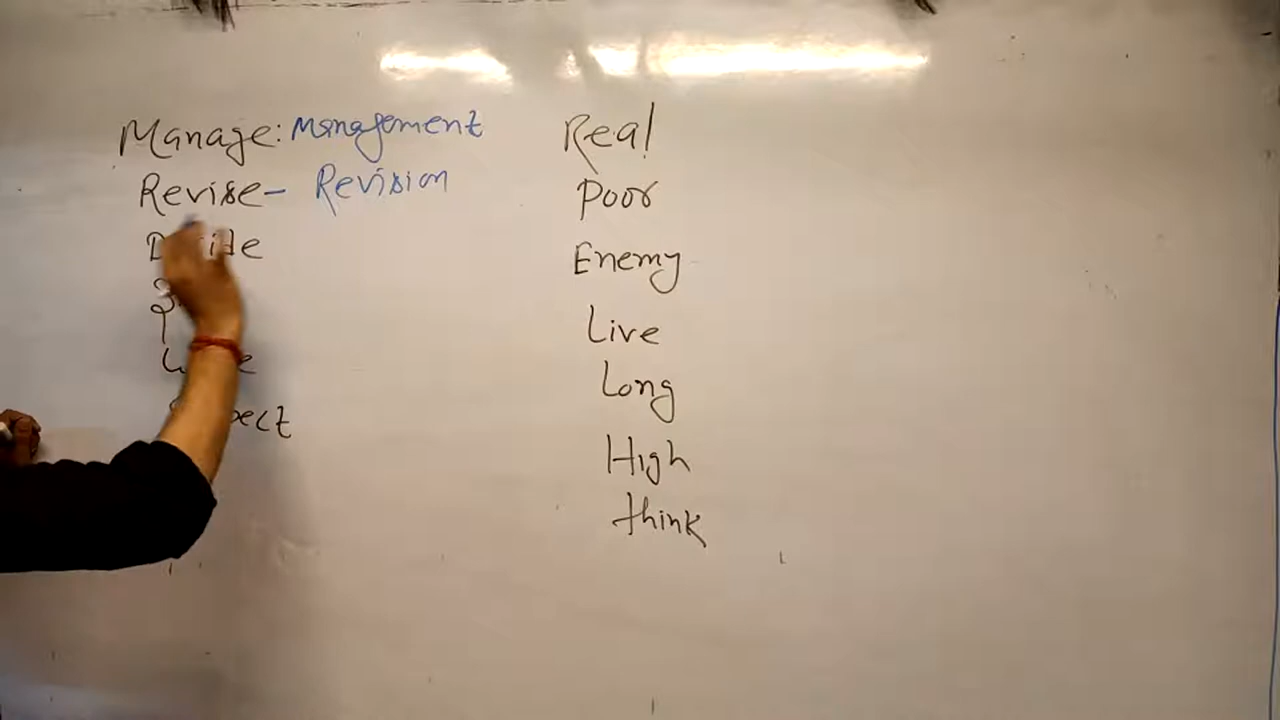 Manage: Management
Revise- Revision
Real
Poor
Enemy
Live
Long
High
think